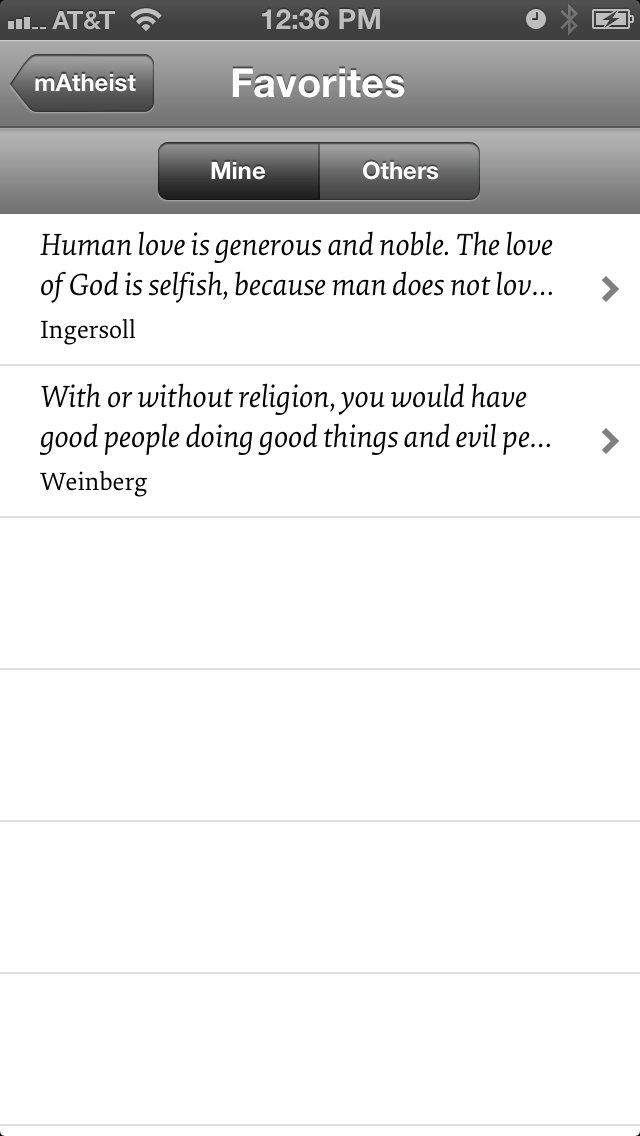 AT&T 12:36 PM
mAtheist Favorites
Mine Others
Human love is generous and noble. The love
of God is selfish, because man does not lov...
Ingersoll
With or without religion, you would have
good people doing good things and evil pe...
Weinberg